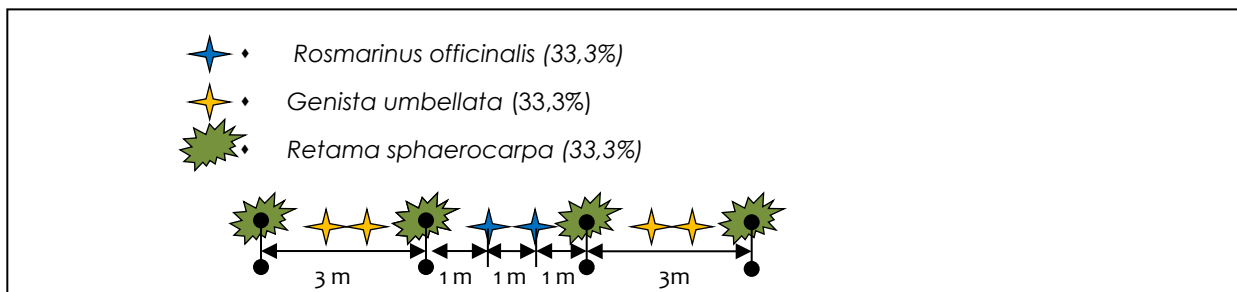 Rosmarinus officinalis (33,3%)
Genista umbellata (33,3%)
Retama sphaerocarpa (33,3%)
3 m 1 m 1 m 1 m 3m